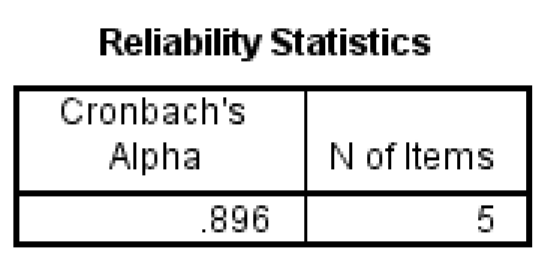 Reliability Statistics
Cronbach's
Alpha N of Items
.896 5